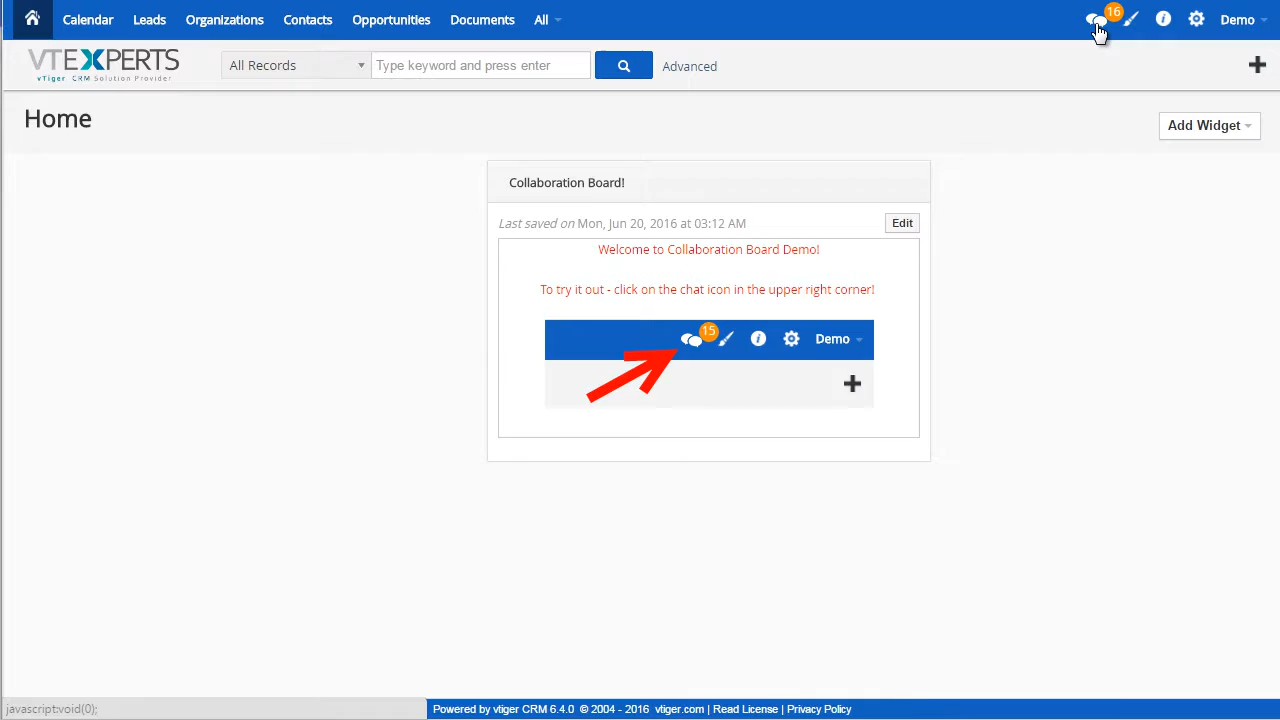 Calendar Leads Organizations Contacts Opportunities Documents All 16 Demo
VTEXPERTS
vTiger CRM Solution Provider
All Records Type keyword and press enter Advanced
Home
Add Widget
Collaboration Board!
Last saved on Mon, Jun 20, 2016 at 03:12 AM Edit
Welcome to Collaboration Board Demo!
To try it out - click on the chat icon in the upper right corner!
15 Demo
javascript:void(0);
Powered by vtiger CRM 6.4.0 © 2004 - 2016 vtiger.com | Read License | Privacy Policy